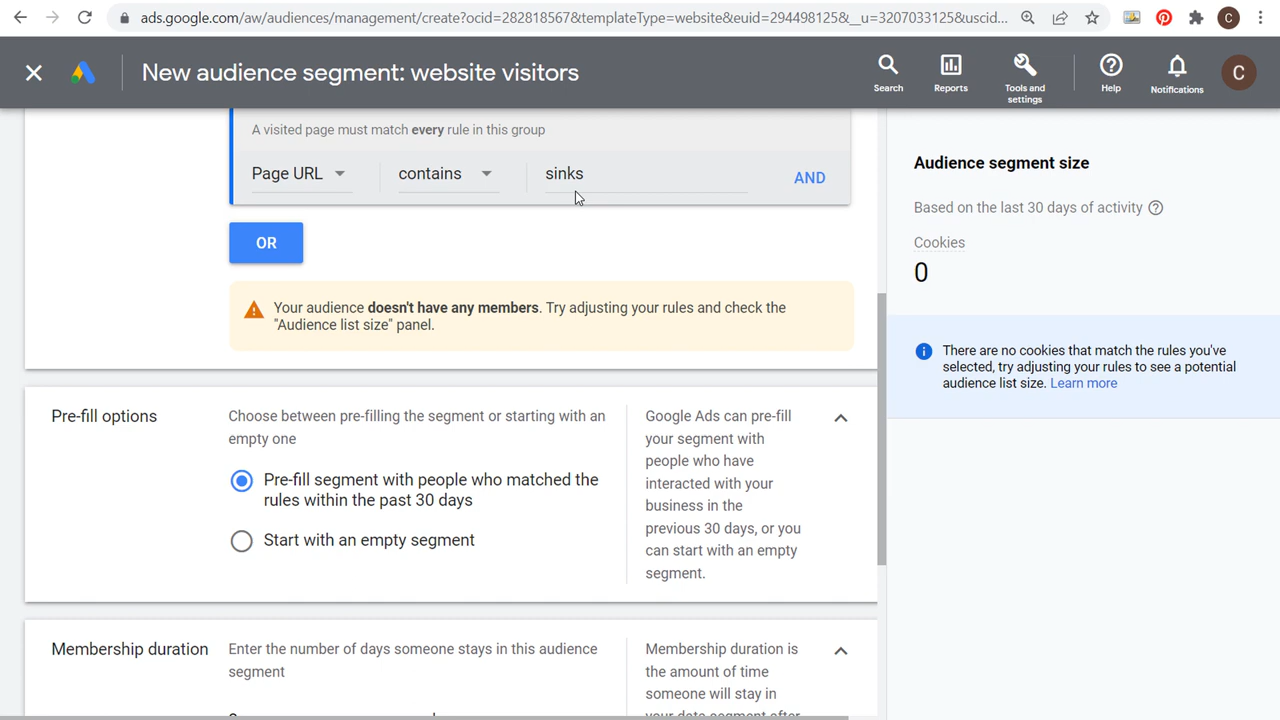 ads.google.com/aw/audiences/management/create?ocid=282818567&templateType=website&euid=294498125&__u=3207033125&uscid...
C
New audience segment: website visitors
Search
Reports
Tools and
settings
Help
Notifications
C
A visited page must match every rule in this group
Page URL
contains
sinks
AND
OR
Your audience doesn't have any members. Try adjusting your rules and check the
"Audience list size" panel.
Pre-fill options
Choose between pre-filling the segment or starting with an
empty one
Pre-fill segment with people who matched the
rules within the past 30 days
Start with an empty segment
Google Ads can pre-fill
your segment with
people who have
interacted with your
business in the
previous 30 days, or you
can start with an empty
segment.
Membership duration
Enter the number of days someone stays in this audience
segment
Membership duration is
the amount of time
someone will stay in
your data segment after
Audience segment size
Based on the last 30 days of activity
Cookies
0
There are no cookies that match the rules you've
selected, try adjusting your rules to see a potential
audience list size. Learn more